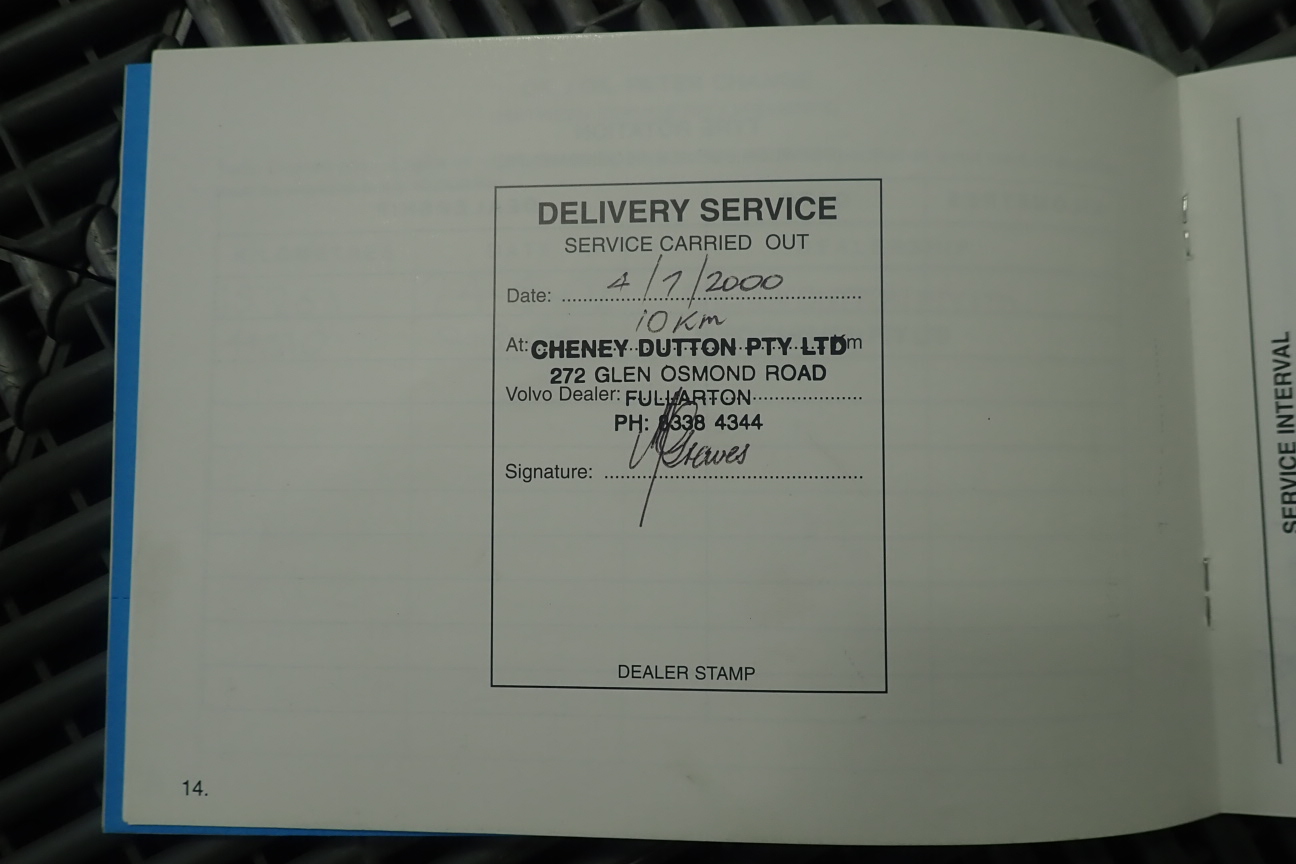 DELIVERY SERVICE
SERVICE CARRIED OUT
Date: 4/7/2000
10 Km
At: CHENEY DUTTON PTY LTD Km
272 GLEN OSMOND ROAD
Volvo Dealer: FULLARTON
PH: 8338 4344
Signature:
DEALER STAMP
14.
SERVICE INTERVAL